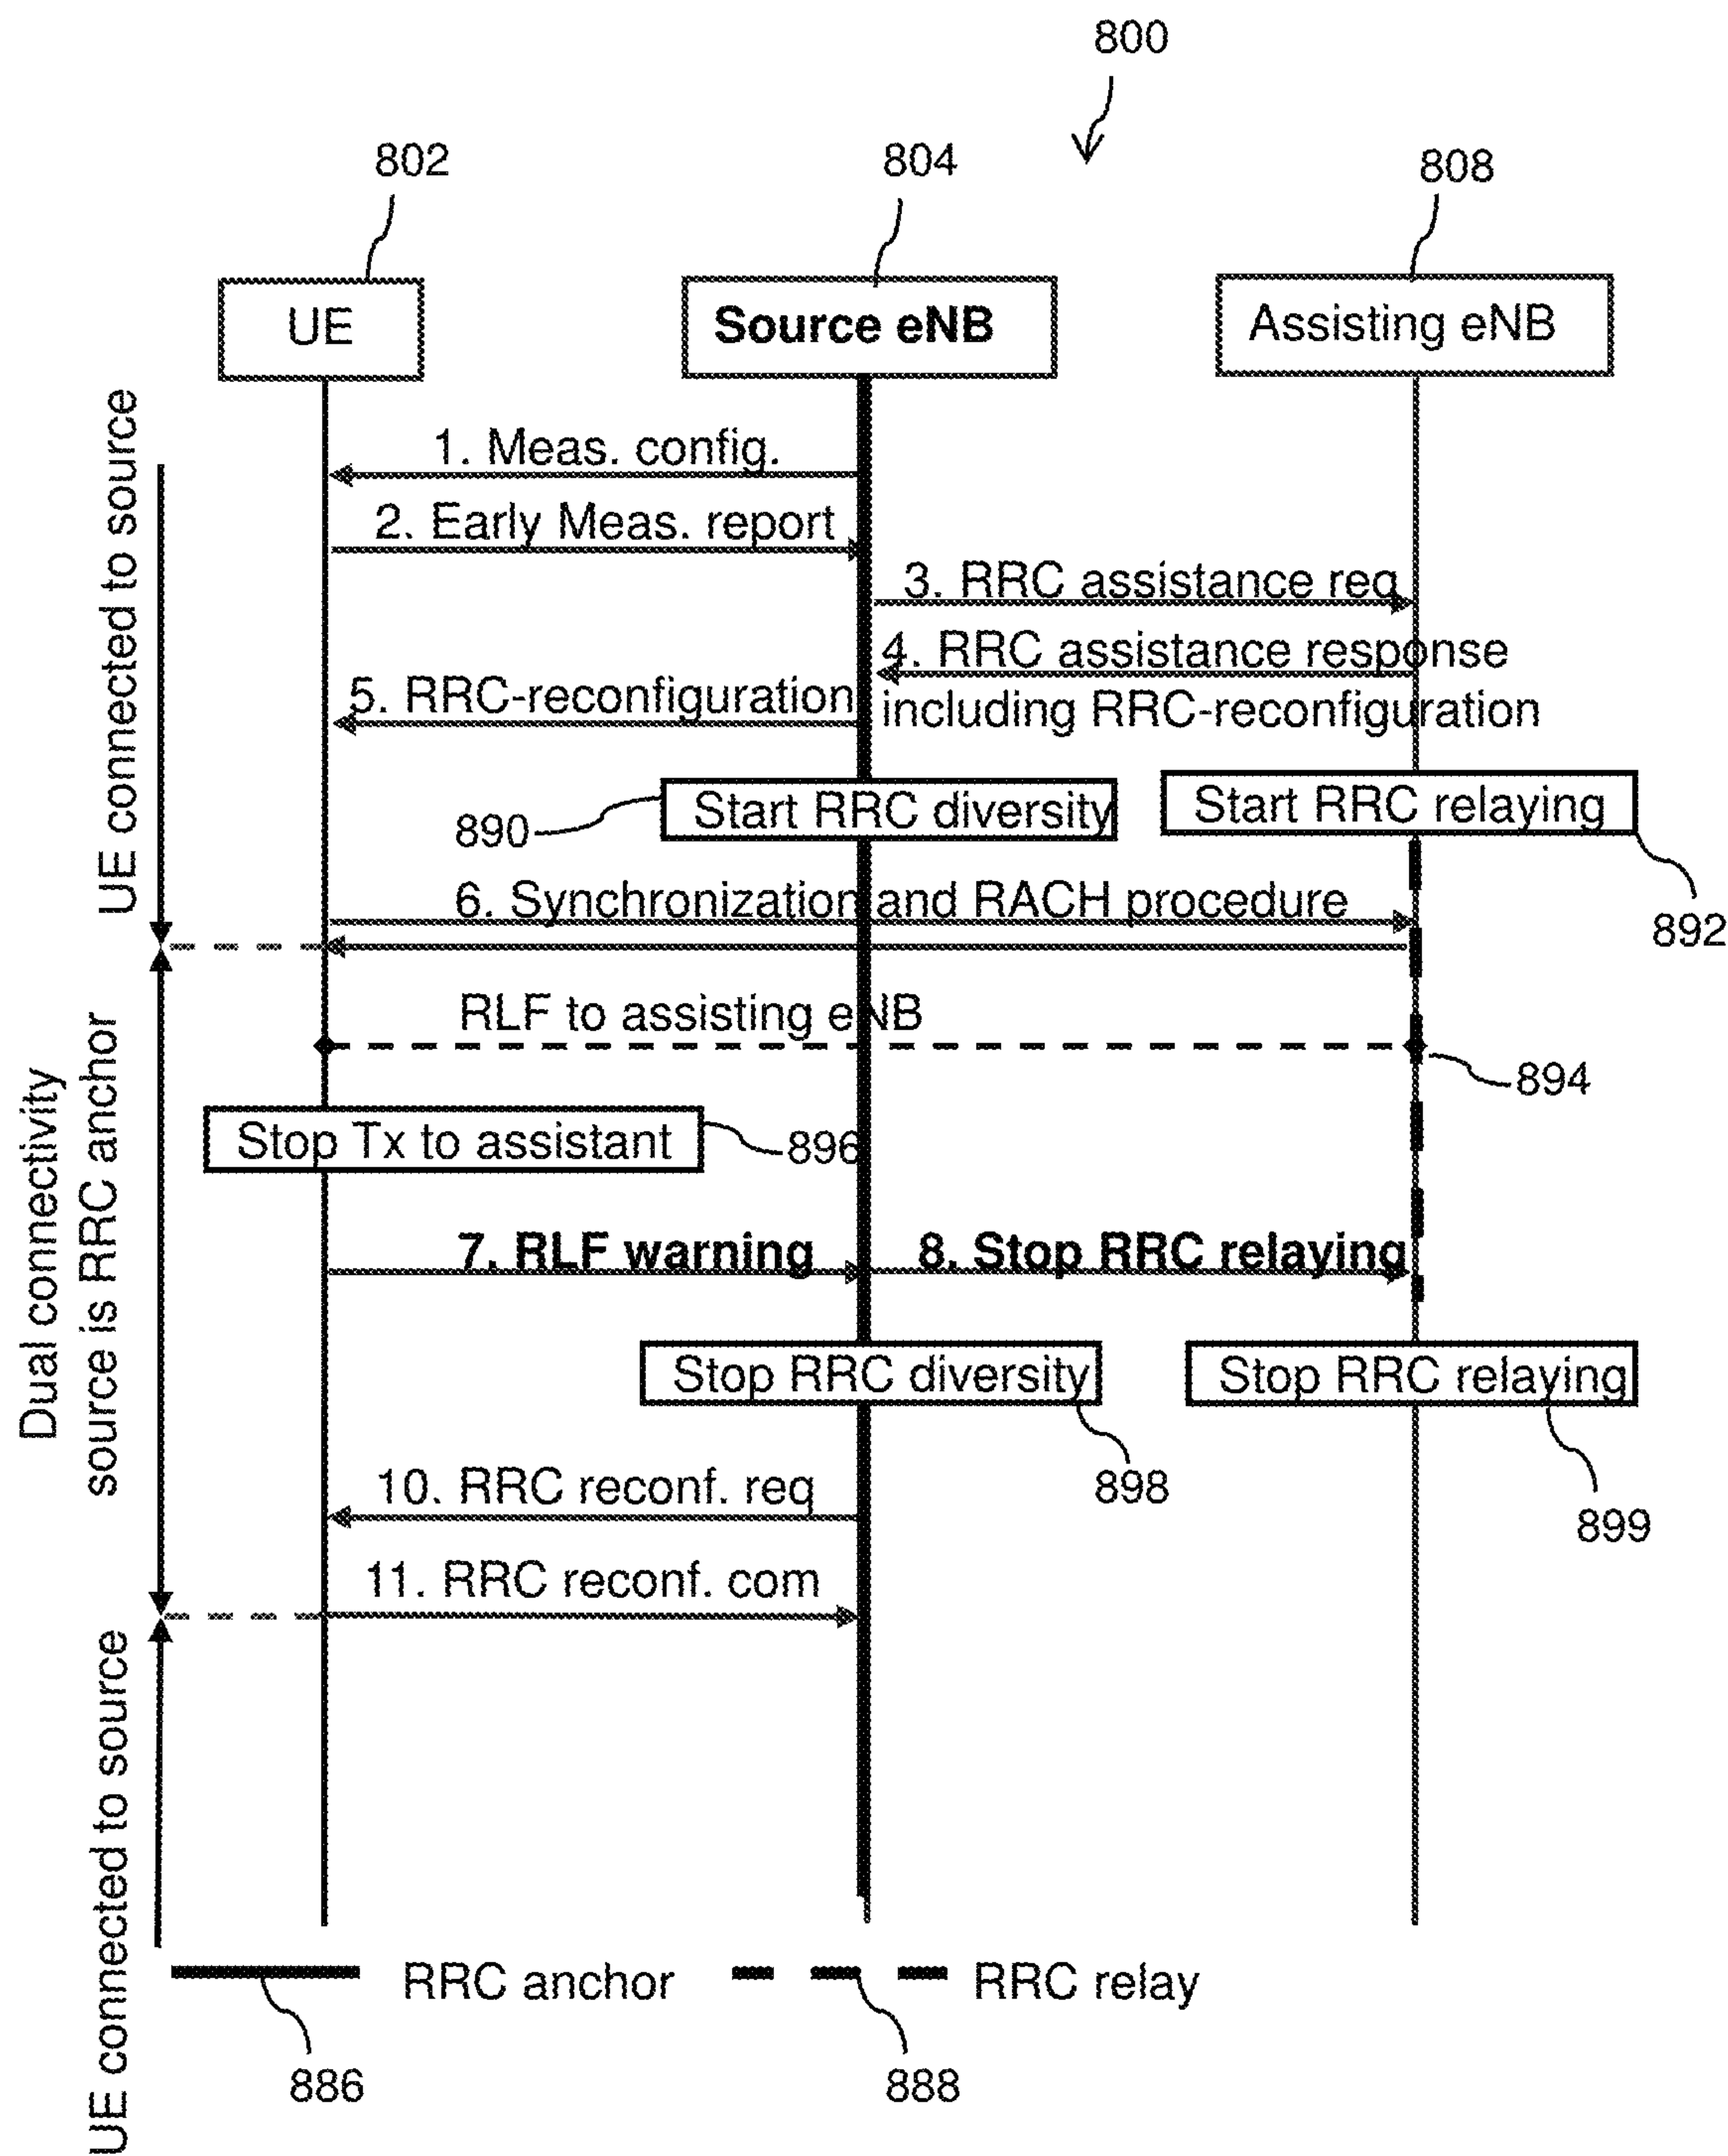 800
802
804
808
UE
Source eNB
Assisting eNB
UE connected to source
1. Meas. config.
2. Early Meas. report
3. RRC assistance req
4. RRC assistance response
including RRC-reconfiguration
5. RRC-reconfiguration
890
Start RRC diversity
Start RRC relaying
892
6. Synchronization and RACH procedure
Dual connectivity
source is RRC anchor
RLF to assisting eNB
894
Stop Tx to assistant
896
7. RLF warning
8. Stop RRC relaying
Stop RRC diversity
Stop RRC relaying
898
899
10. RRC reconf. req
11. RRC reconf. com
UE connected to source
RRC anchor
RRC relay
886
888